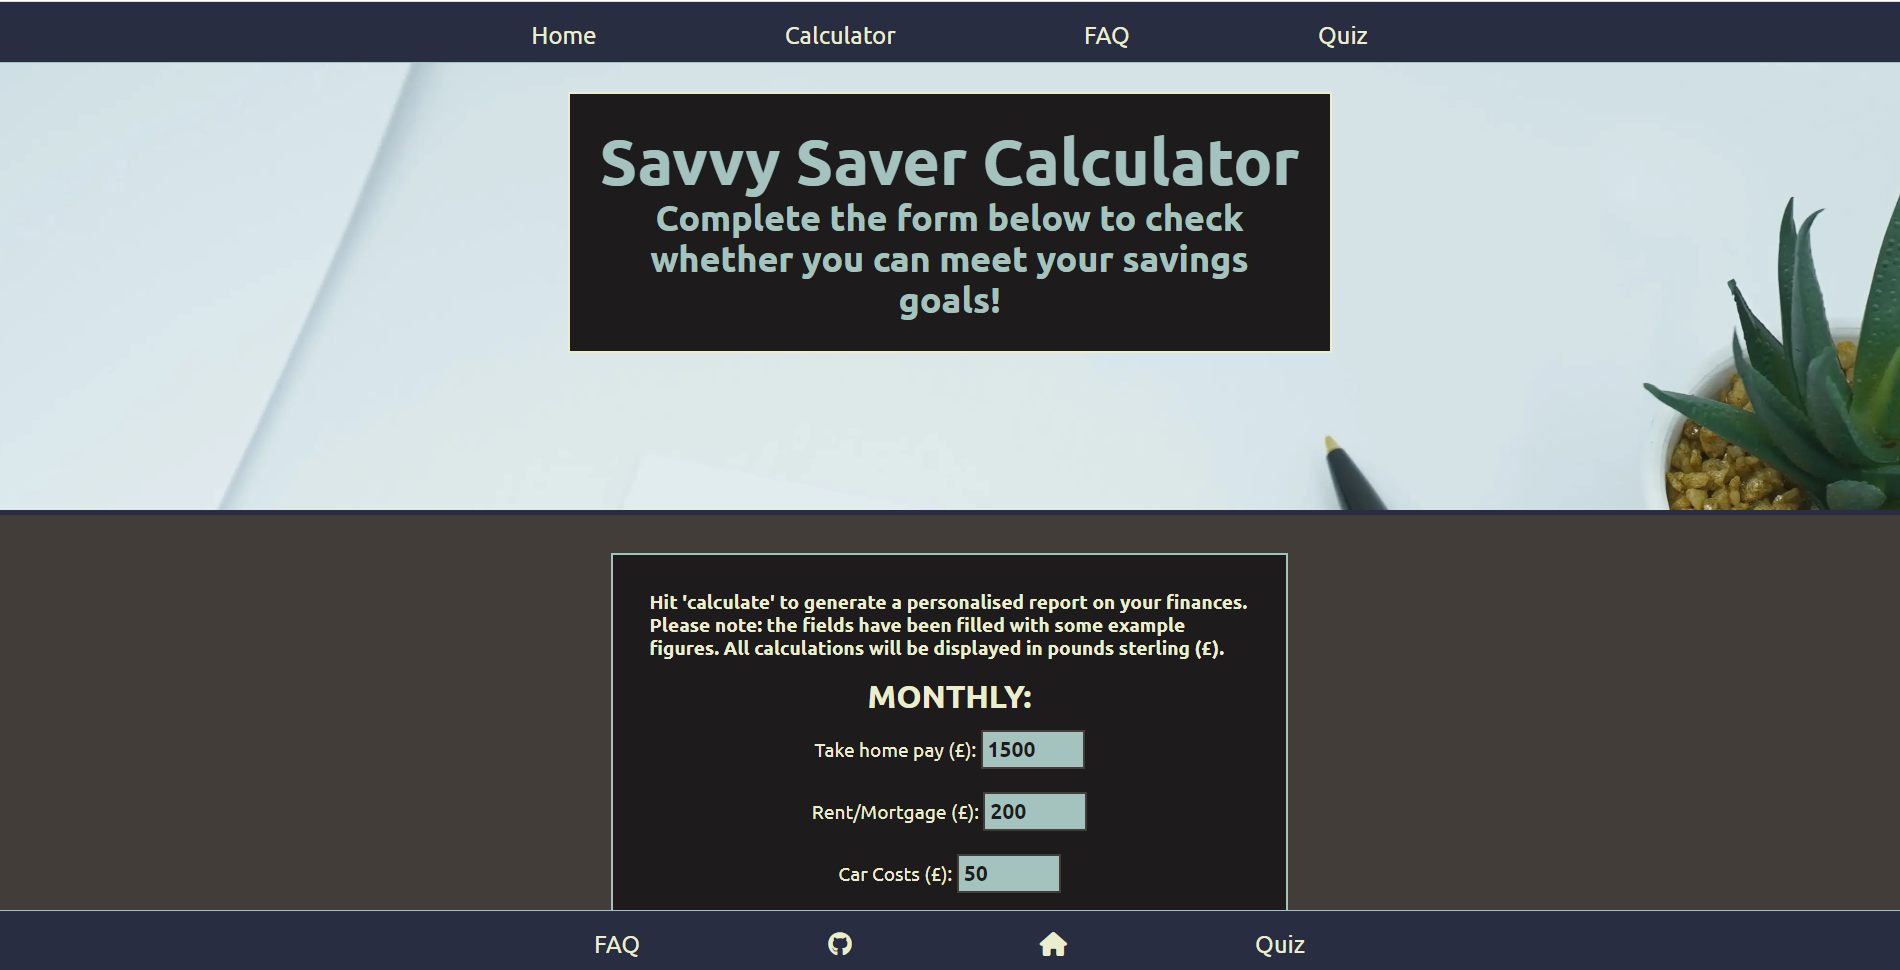 Home Calculator FAQ Quiz
Savvy Saver Calculator
Complete the form below to check
whether you can meet your savings
goals!
Hit 'calculate' to generate a personalised report on your finances.
Please note: the fields have been filled with some example
figures. All calculations will be displayed in pounds sterling (£).
MONTHLY:
Take home pay (£): 1500
Rent/Mortgage (£): 200
Car Costs (£): 50
FAQ Quiz